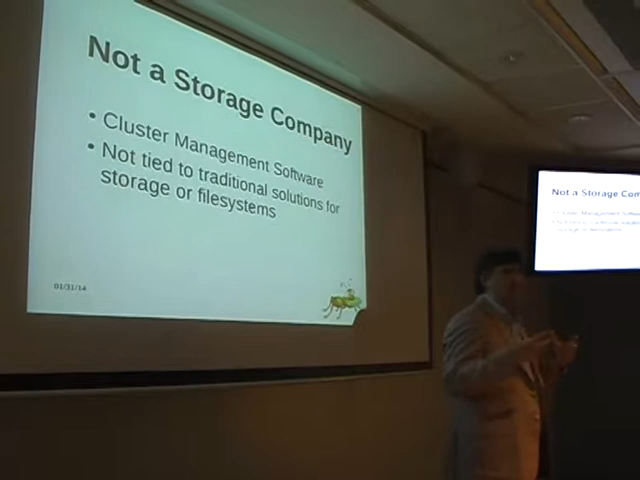 Not a Storage Company
• Cluster Management Software
• Not tied to traditional solutions for
storage or filesystems
01/31/14
Not a Storage Com